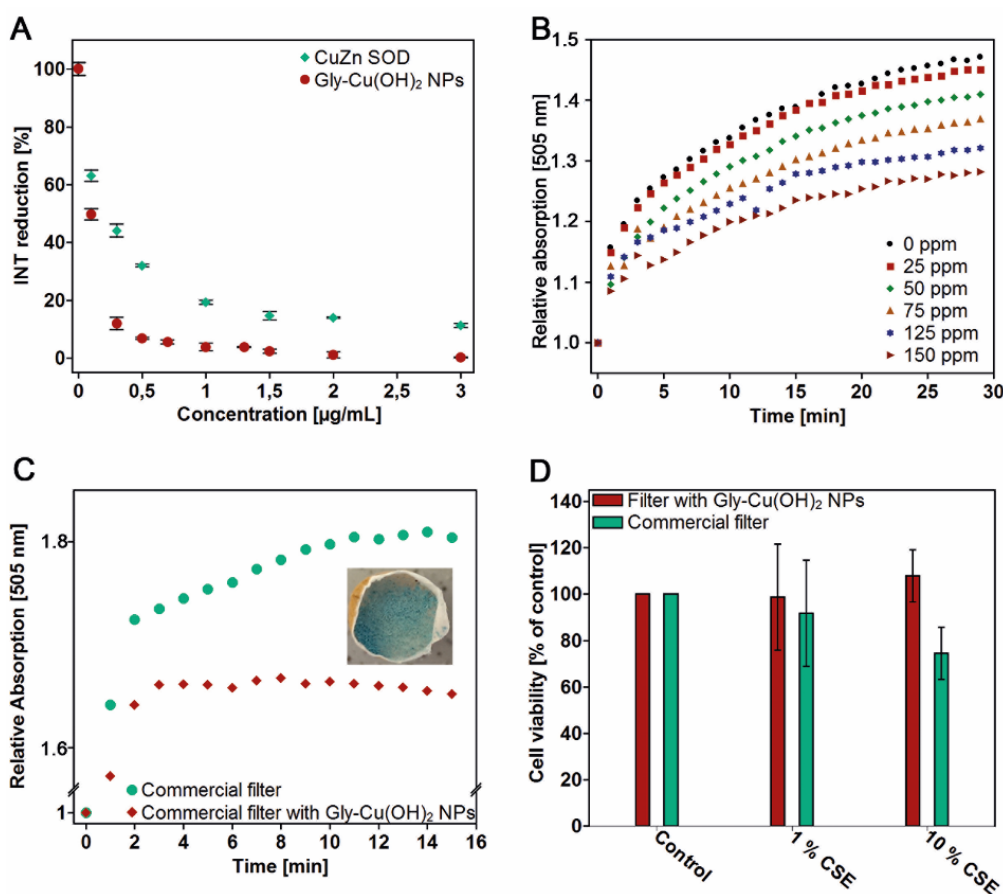 A
CuZn SOD
Gly-Cu(OH)₂ NPs
INT reduction [%]
100
80
60
40
20
0
0 0,5 1 1,5 2 3
Concentration [µg/mL]
B
Relative absorption [505 nm]
1.5
1.4
1.3
1.2
1.1
1.0
0 ppm
25 ppm
50 ppm
75 ppm
125 ppm
150 ppm
0 5 10 15 20 25 30
Time [min]
C
Relative Absorption [505 nm]
1.8
1.6
1
Commercial filter
Commercial filter with Gly-Cu(OH)₂ NPs
0 2 4 6 8 10 12 14 16
Time [min]
D
Filter with Gly-Cu(OH)₂ NPs
Commercial filter
Cell viability [% of control]
140
120
100
80
60
40
20
0
Control
1 % CSE
10 % CSE